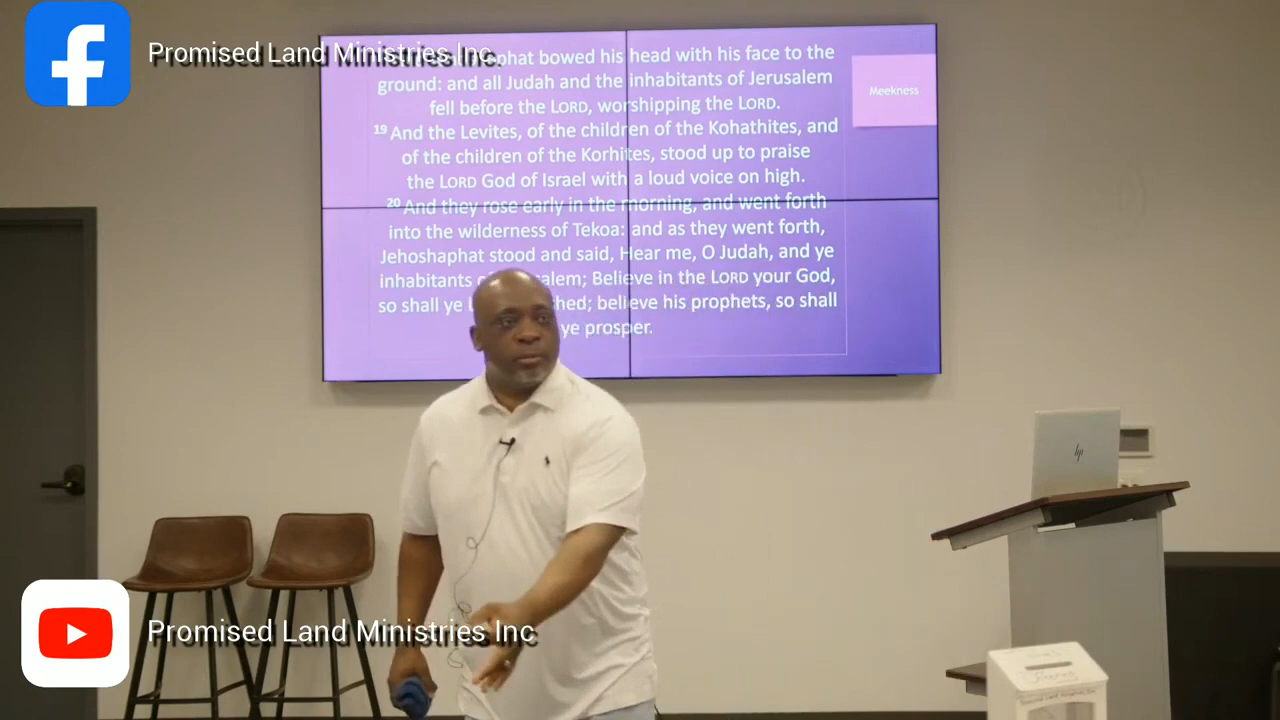 Promised Land Ministries Inc.
bowed his head with his face to the
ground: and all Judah and the inhabitants of Jerusalem
fell before the LORD, worshipping the LORD.
19 And the Levites, of the children of the Kohathites, and
of the children of the Korhites, stood up to praise
the LORD God of Israel with a loud voice on high.
20 And they rose early in the morning, and went forth
into the wilderness of Tekoa: and as they went forth,
Jehoshaphat stood and said, Hear me, O Judah, and ye
inhabitants Believe in the LORD your God,
so shall ye believe his prophets, so shall
ye prosper.
Meekness
hp
Promised Land Ministries Inc